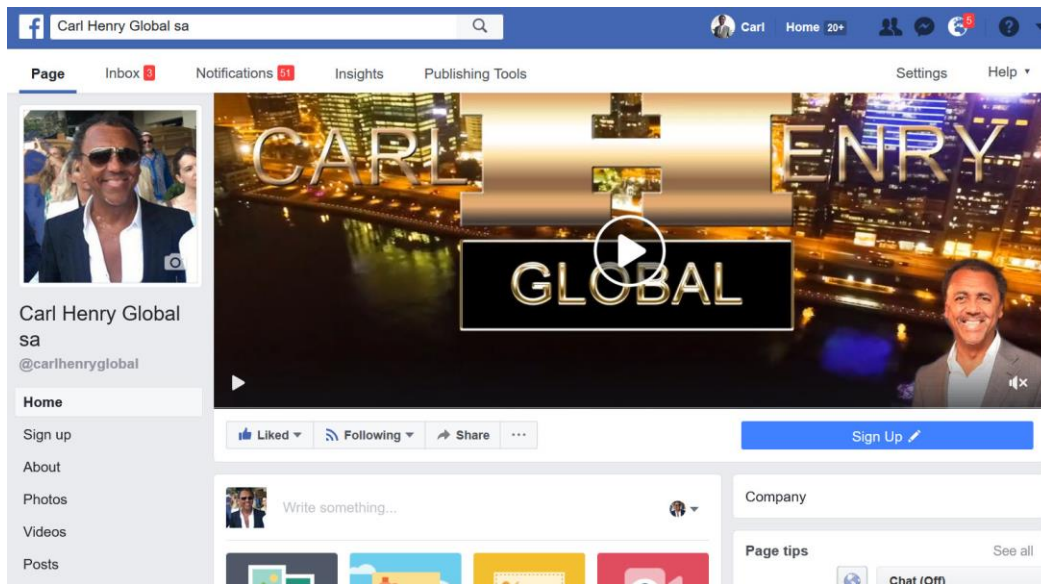 Carl Henry Global sa
Carl Home 20+ 5 ?
Page Inbox 3 Notifications 51 Insights Publishing Tools Settings Help
CARL H ENRY
GLOBAL
Carl Henry Global
sa
@carlhenryglobal
Home
Sign up
About
Photos
Videos
Posts
Liked Following Share ...
Sign Up
Write something...
Company
Page tips See all
Chat (Off)